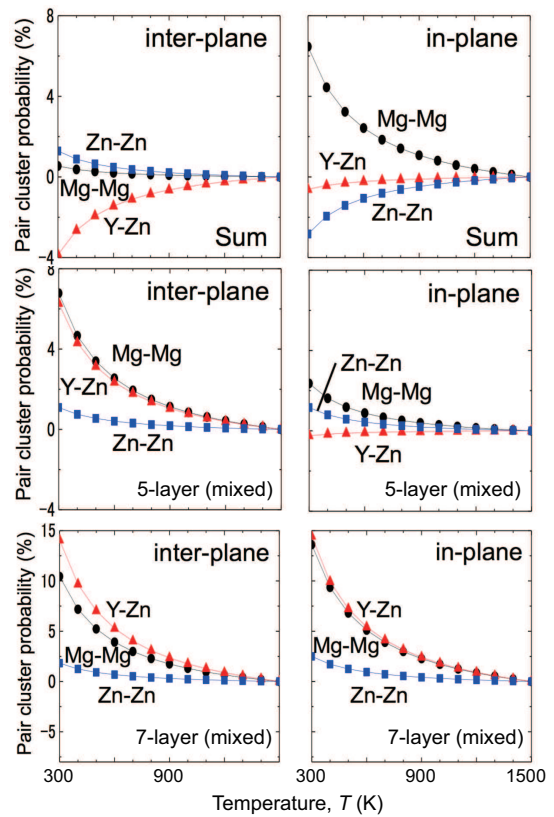 Pair cluster probability (%)
8
4
0
−4
inter-plane
Zn-Zn
Mg-Mg
Y-Zn
Sum
in-plane
Mg-Mg
Y-Zn
Zn-Zn
Sum
Pair cluster probability (%)
8
4
0
−4
inter-plane
Mg-Mg
Y-Zn
Zn-Zn
5-layer (mixed)
in-plane
Zn-Zn
Mg-Mg
Y-Zn
5-layer (mixed)
Pair cluster probability (%)
15
10
5
0
−5
inter-plane
Y-Zn
Mg-Mg
Zn-Zn
7-layer (mixed)
in-plane
Y-Zn
Mg-Mg
Zn-Zn
7-layer (mixed)
300 900 300 900 1500
Temperature, T (K)